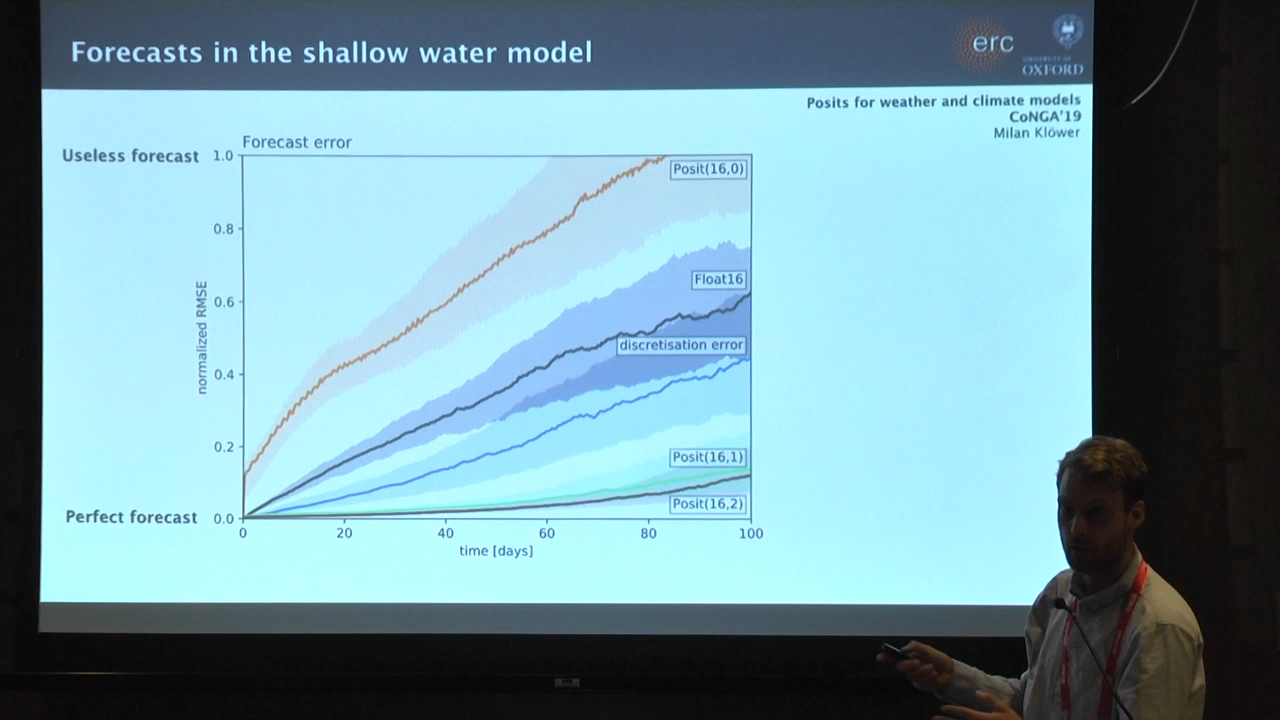 Forecasts in the shallow water model
erc
UNIVERSITY OF
OXFORD
Posits for weather and climate models
CoNGA'19
Milan Klöwer
Forecast error
Useless forecast
1.0
Posit(16,0)
0.8
Float16
0.6
discretisation error
0.4
normalized RMSE
0.2
Posit(16,1)
Posit(16,2)
Perfect forecast
0.0
0 20 40 60 80 100
time [days]